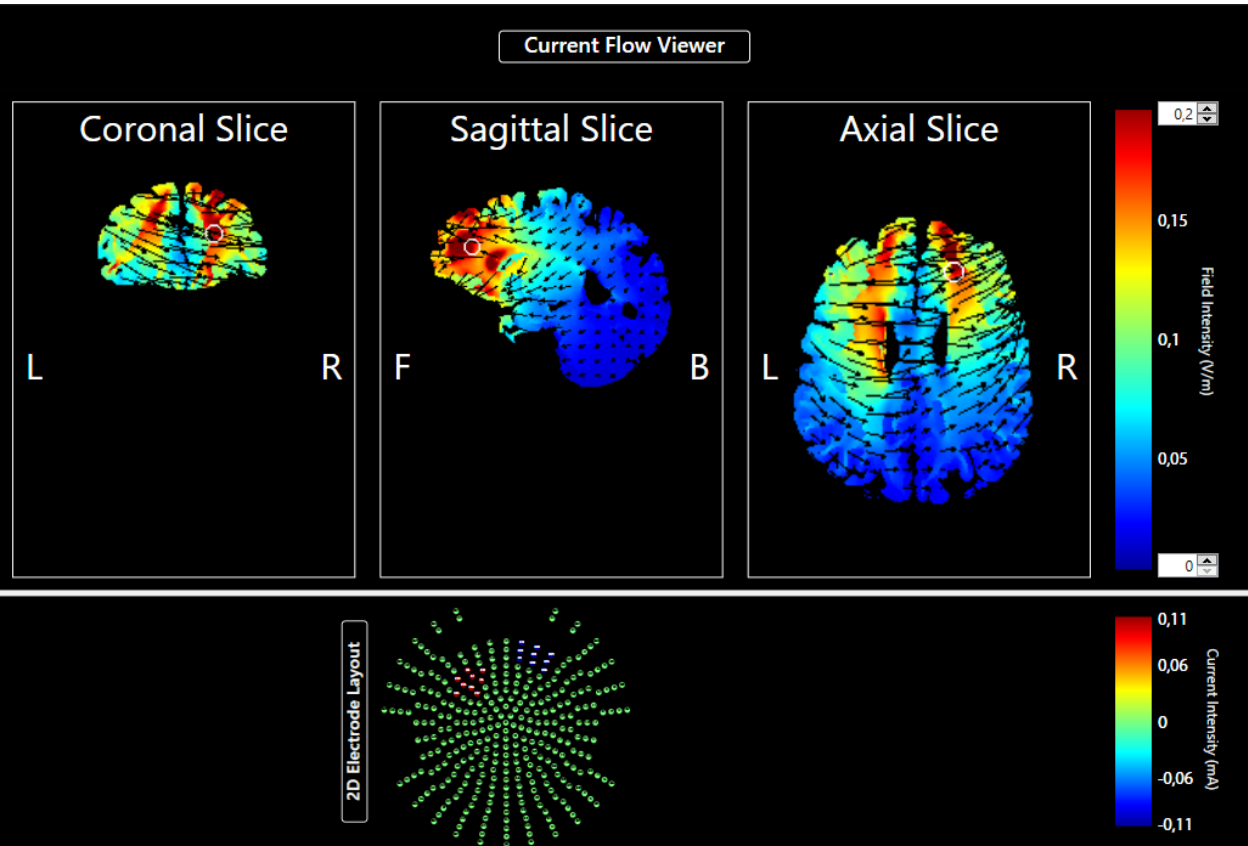 Current Flow Viewer
Coronal Slice
L
R
Sagittal Slice
F
B
Axial Slice
L
R
0,2
0,15
0,1
0,05
0
Field Intensity (V/m)
2D Electrode Layout
0,11
0,06
0
-0,06
-0,11
Current Intensity (mA)